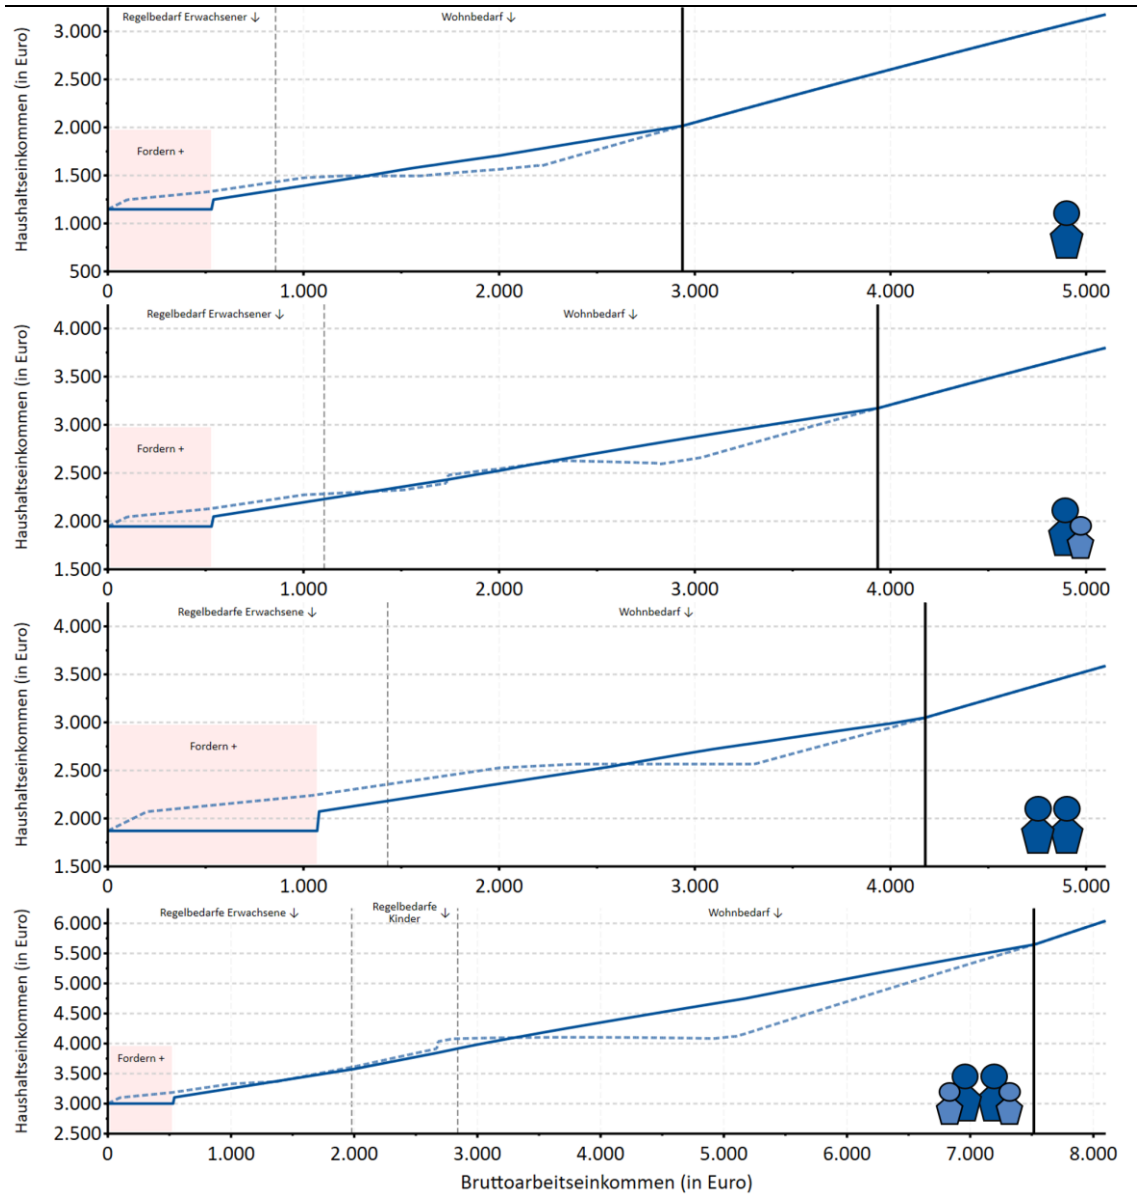 Regelbedarf Erwachsener ↓
Wohnbedarf ↓
Haushaltseinkommen (in Euro)
3.000
2.500
2.000
1.500
1.000
500
Fordern +
0
1.000
2.000
3.000
4.000
5.000
Regelbedarf Erwachsener ↓
Wohnbedarf ↓
Haushaltseinkommen (in Euro)
4.000
3.500
3.000
2.500
2.000
1.500
Fordern +
0
1.000
2.000
3.000
4.000
5.000
Regelbedarfe Erwachsene ↓
Wohnbedarf ↓
Haushaltseinkommen (in Euro)
4.000
3.500
3.000
2.500
2.000
1.500
Fordern +
0
1.000
2.000
3.000
4.000
5.000
Regelbedarfe Erwachsene ↓
Regelbedarfe
Kinder ↓
Wohnbedarf ↓
Haushaltseinkommen (in Euro)
6.000
5.500
5.000
4.500
4.000
3.500
3.000
2.500
Fordern +
0
1.000
2.000
3.000
4.000
5.000
6.000
7.000
8.000
Bruttoarbeitseinkommen (in Euro)